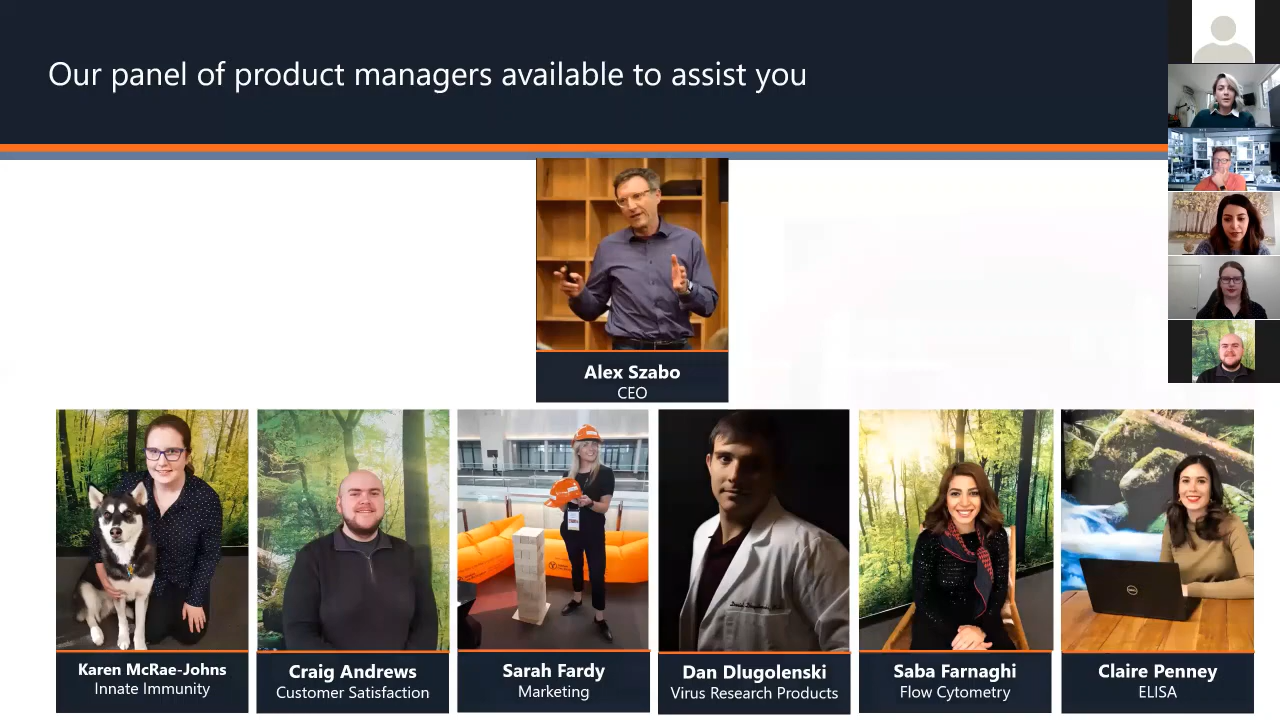 Our panel of product managers available to assist you
Alex Szabo
CEO
Karen McRae-Johns
Innate Immunity
Craig Andrews
Customer Satisfaction
Sarah Fardy
Marketing
Dan Dlugolenski
Virus Research Products
Saba Farnaghi
Flow Cytometry
Claire Penney
ELISA
DELL